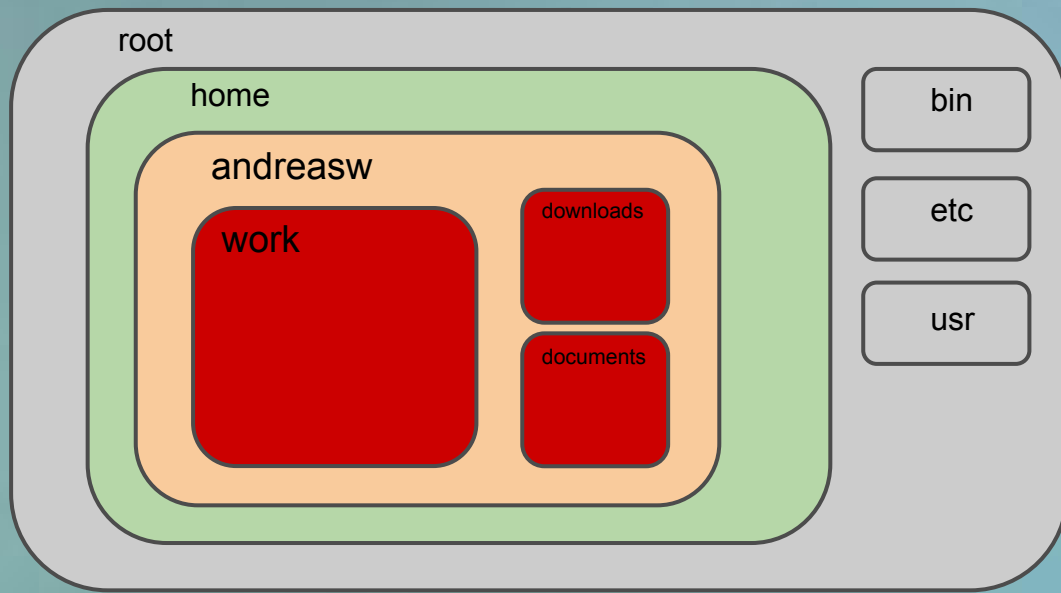 root
home
bin
andreasw
downloads
etc
work
usr
documents